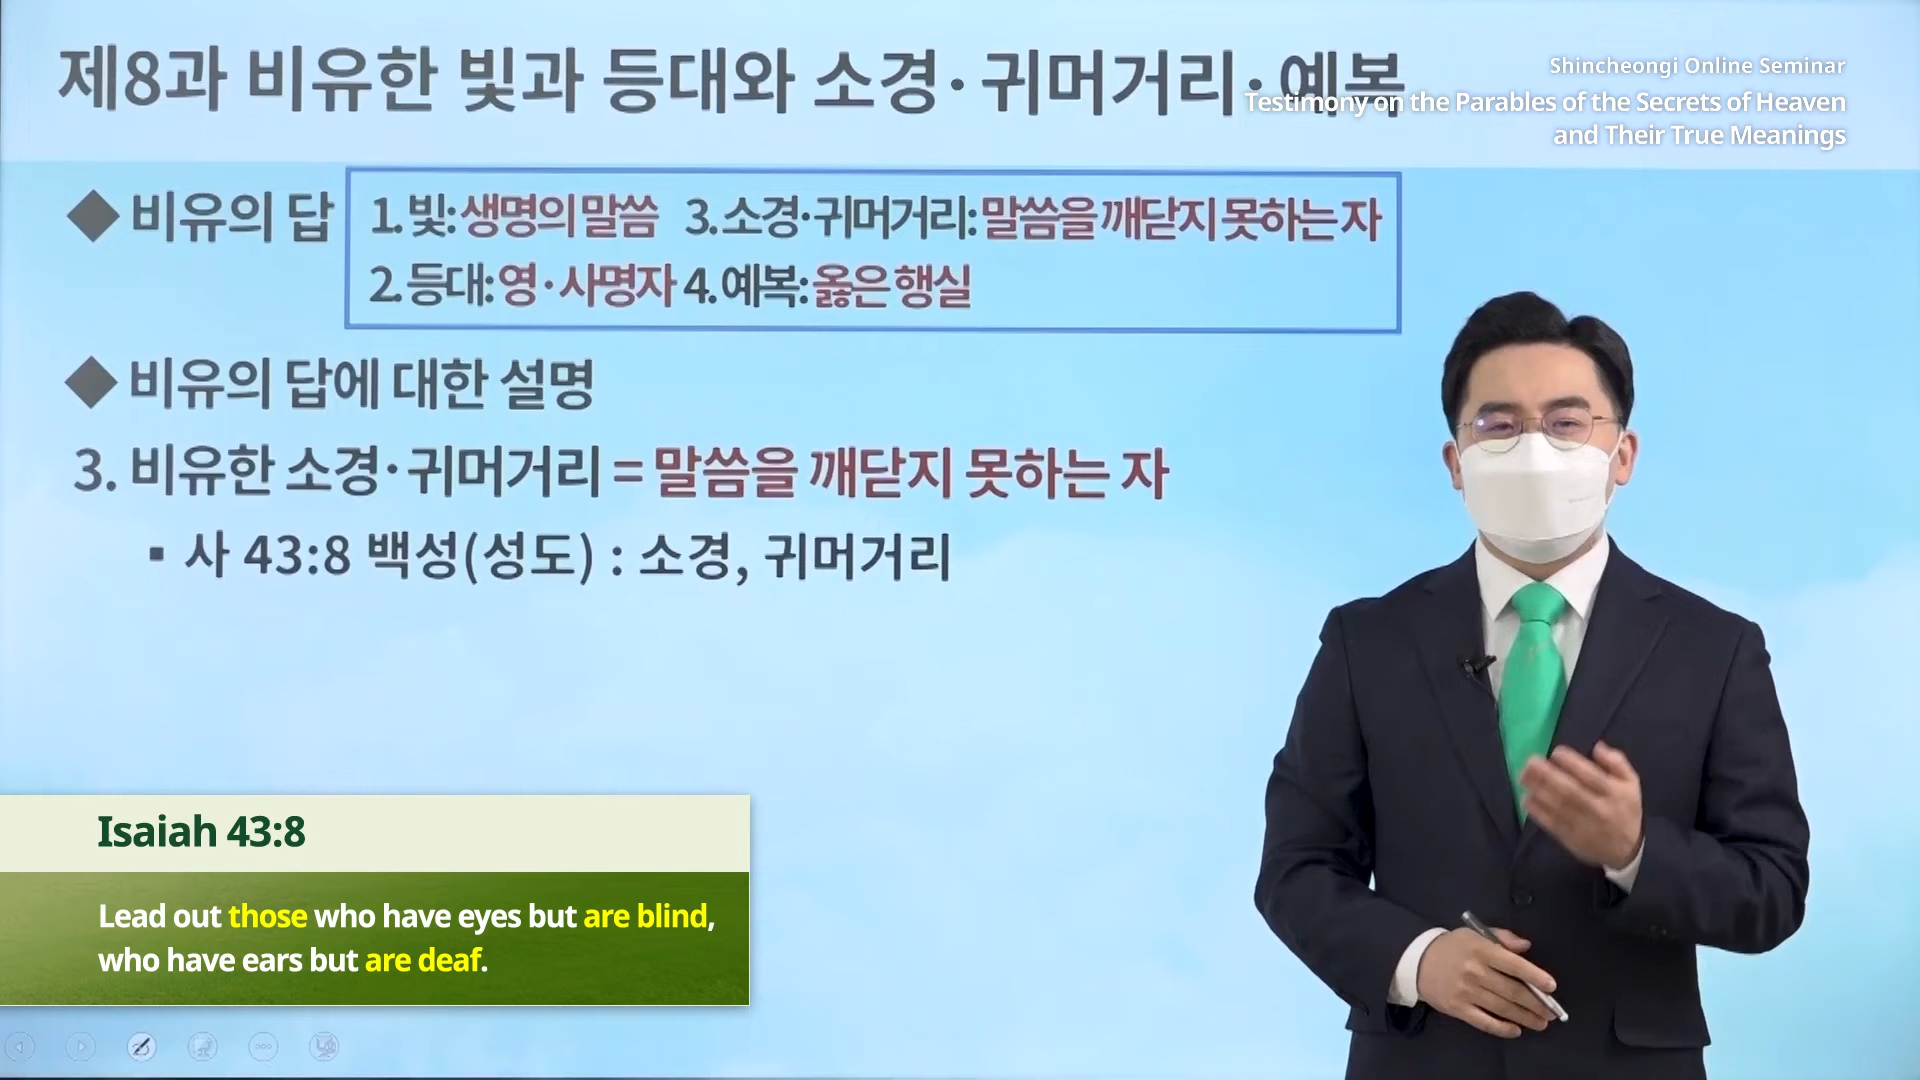 제8과 비유한 빛과 등대와 소경·귀머거리·예복
Shincheongi Online Seminar
Testimony on the Parables of the Secrets of Heaven
and Their True Meanings
◆ 비유의 답
1. 빛: 생명의 말씀 3. 소경·귀머거리: 말씀을 깨닫지 못하는 자
2. 등대: 영·사명자 4. 예복: 옳은 행실
◆ 비유의 답에 대한 설명
3. 비유한 소경·귀머거리 = 말씀을 깨닫지 못하는 자
▪ 사 43:8 백성(성도) : 소경, 귀머거리
Isaiah 43:8
Lead out those who have eyes but are blind,
who have ears but are deaf.